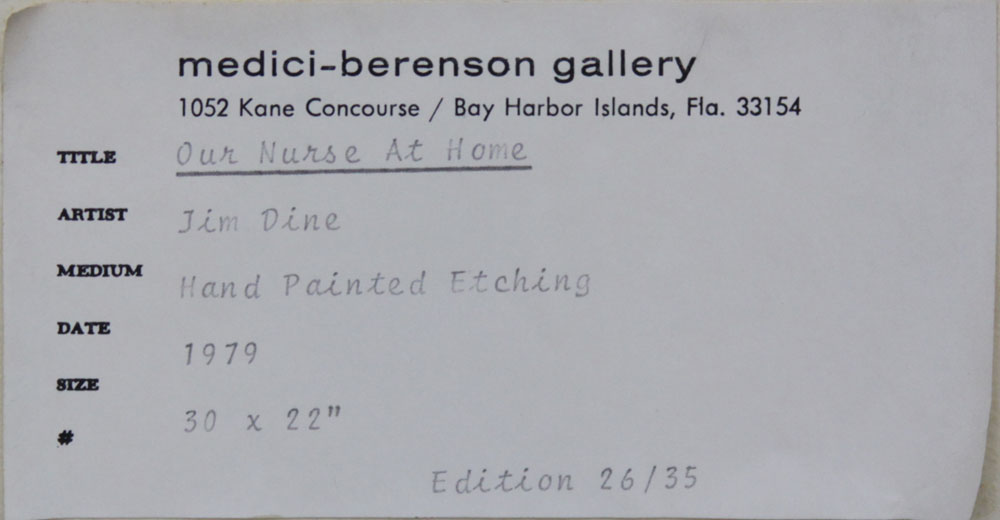 medici-berenson gallery
1052 Kane Concourse / Bay Harbor Islands, Fla. 33154
TITLE Our Nurse At Home
ARTIST Jim Dine
MEDIUM Hand Painted Etching
DATE 1979
SIZE 30 x 22"
# Edition 26/35